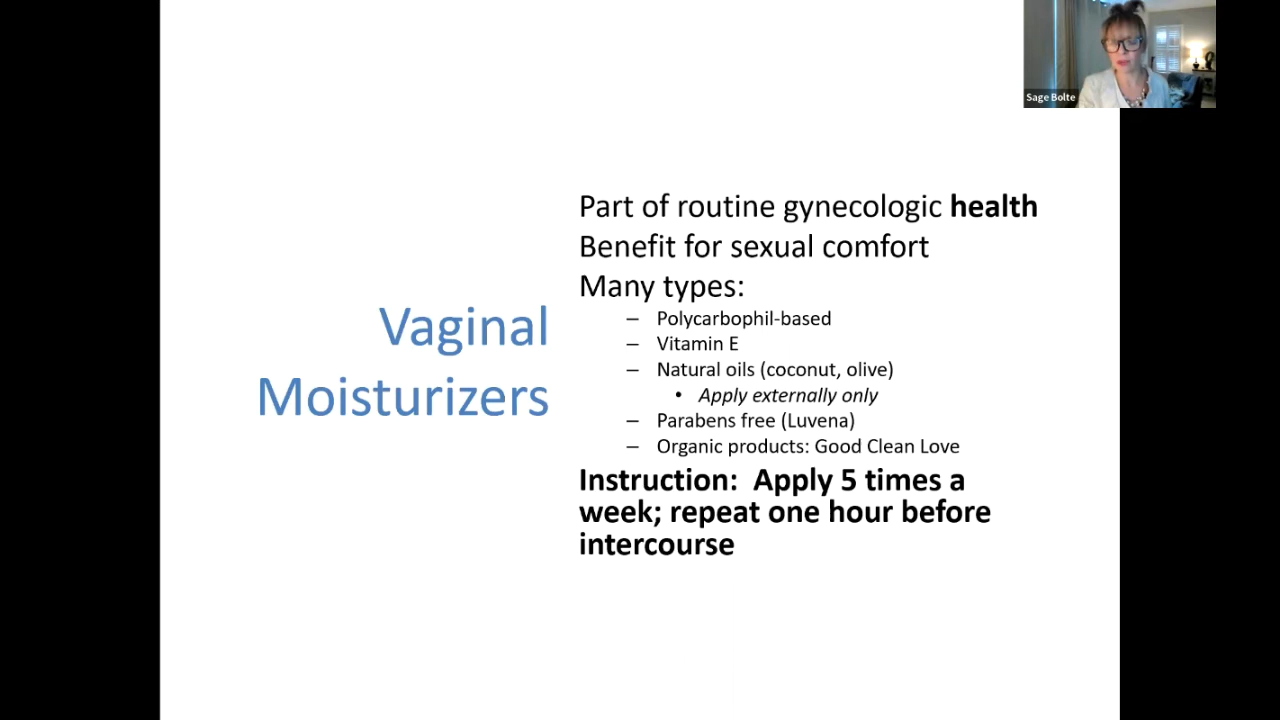 Sage Bolte
Part of routine gynecologic health
Benefit for sexual comfort
Many types:
– Polycarbophil-based
– Vitamin E
– Natural oils (coconut, olive)
• Apply externally only
– Parabens free (Luvena)
– Organic products: Good Clean Love
Instruction:  Apply 5 times a
week; repeat one hour before
intercourse
Vaginal
Moisturizers